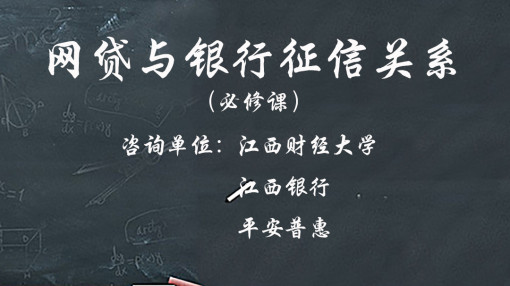 网贷与银行征信关系
（必修课）
咨询单位：江西财经大学
江西银行
平安普惠